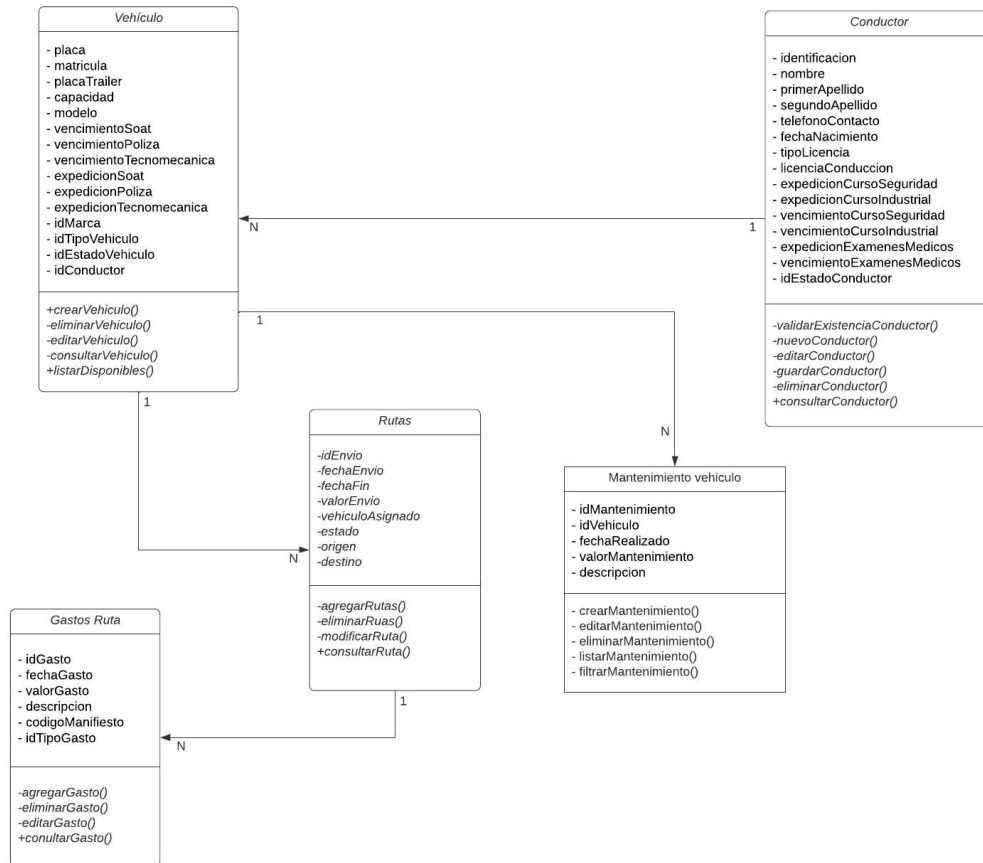 Vehículo
- placa
- matricula
- placaTrailer
- capacidad
- modelo
- vencimientoSoat
- vencimientoPoliza
- vencimientoTecnomecanica
- expedicionSoat
- expedicionPoliza
- expedicionTecnomecanica
- idMarca
- idTipoVehiculo
- idEstadoVehiculo
- idConductor
+crearVehiculo()
-eliminarVehiculo()
-editarVehiculo()
-consultarVehiculo()
+listarDisponibles()
Conductor
- identificacion
- nombre
- primerApellido
- segundoApellido
- telefonoContacto
- fechaNacimiento
- tipoLicencia
- licenciaConduccion
- expedicionCursoSeguridad
- expedicionCursoIndustrial
- vencimientoCursoSeguridad
- vencimientoCursoIndustrial
- expedicionExamenesMedicos
- vencimientoExamenesMedicos
- idEstadoConductor
-validarExistenciaConductor()
-nuevoConductor()
-editarConductor()
-guardarConductor()
-eliminarConductor()
+consultarConductor()
N
1
1
N
1
N
Rutas
-idEnvio
-fechaEnvio
-fechaFin
-valorEnvio
-vehiculoAsignado
-estado
-origen
-destino
-agregarRutas()
-eliminarRuas()
-modificarRuta()
+consultarRuta()
Mantenimiento vehiculo
- idMantenimiento
- idVehiculo
- fechaRealizado
- valorMantenimiento
- descripcion
- crearMantenimiento()
- editarMantenimiento()
- eliminarMantenimiento()
- listarMantenimiento()
- filtrarMantenimiento()
1
N
Gastos Ruta
- idGasto
- fechaGasto
- valorGasto
- descripcion
- codigoManifiesto
- idTipoGasto
-agregarGasto()
-eliminarGasto()
-editarGasto()
+conultarGasto()